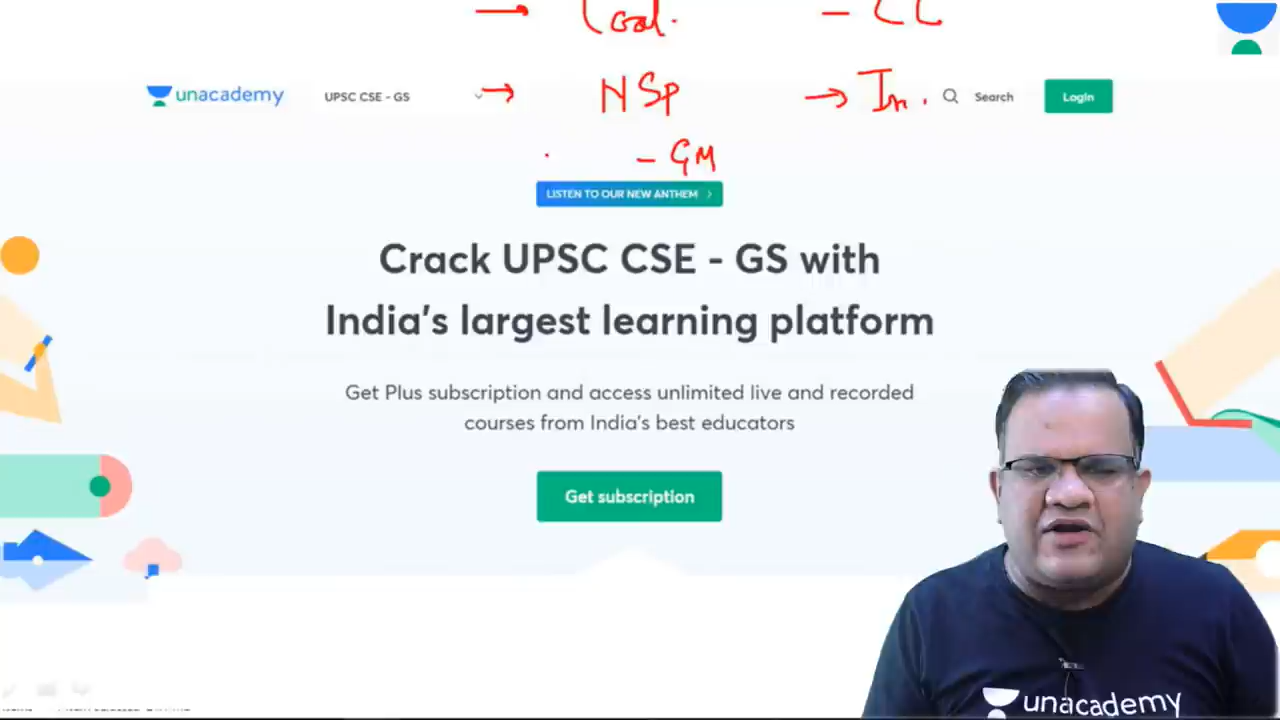 → Coal. – CC
unacademy UPSC CSE - GS → NSP → In. Search Login
– GM
LISTEN TO OUR NEW ANTHEM >
Crack UPSC CSE - GS with
India's largest learning platform
Get Plus subscription and access unlimited live and recorded
courses from India's best educators
Get subscription
unacademy